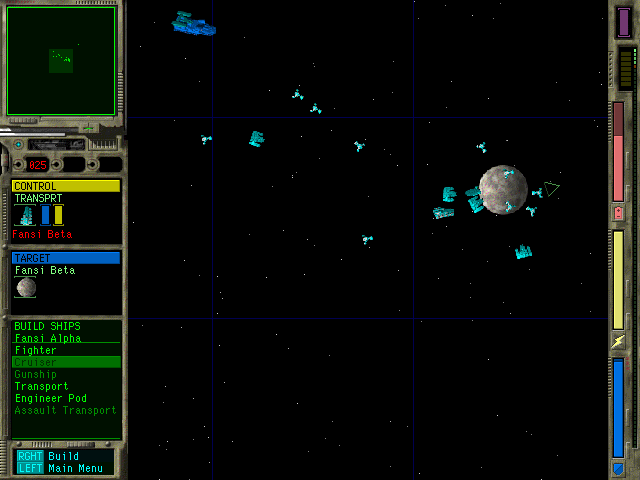 025
CONTROL
TRANSPRT
Fansi Beta
TARGET
Fansi Beta
BUILD SHIPS
Fansi Alpha
Fighter
Cruiser
Gunship
Transport
Engineer Pod
Assault Transport
RGHT Build
LEFT Main Menu